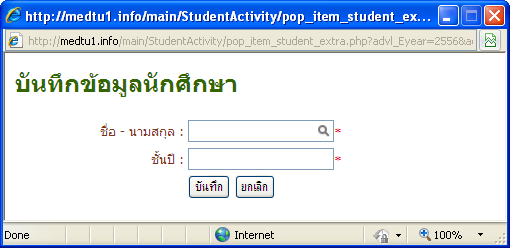 http://medtu1.info/main/StudentActivity/pop_item_student_ex...
http://medtu1.info/main/StudentActivity/pop_item_student_extra.php?advl_Eyear=2556&a
บันทึกข้อมูลนักศึกษา
ชื่อ - นามสกุล : *
ชั้นปี : *
บันทึก ยกเลิก
Done Internet 100%